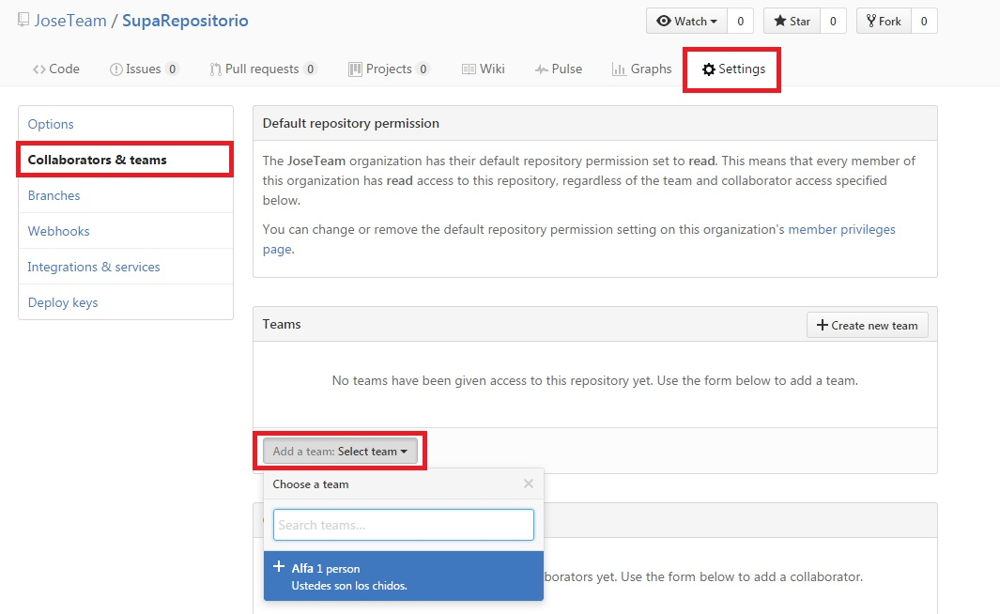 JoseTeam / SupaRepositorio
Watch 0 Star 0 Fork 0
Code Issues 0 Pull requests 0 Projects 0 Wiki Pulse Graphs Settings
Options
Collaborators & teams
Branches
Webhooks
Integrations & services
Deploy keys
Default repository permission
The JoseTeam organization has their default repository permission set to read. This means that every member of
this organization has read access to this repository, regardless of the team and collaborator access specified
below.
You can change or remove the default repository permission setting on this organization's member privileges
page.
Teams
Create new team
No teams have been given access to this repository yet. Use the form below to add a team.
Add a team: Select team
Choose a team
Search teams...
Alfa 1 person
Ustedes son los chidos.
borators yet. Use the form below to add a collaborator.